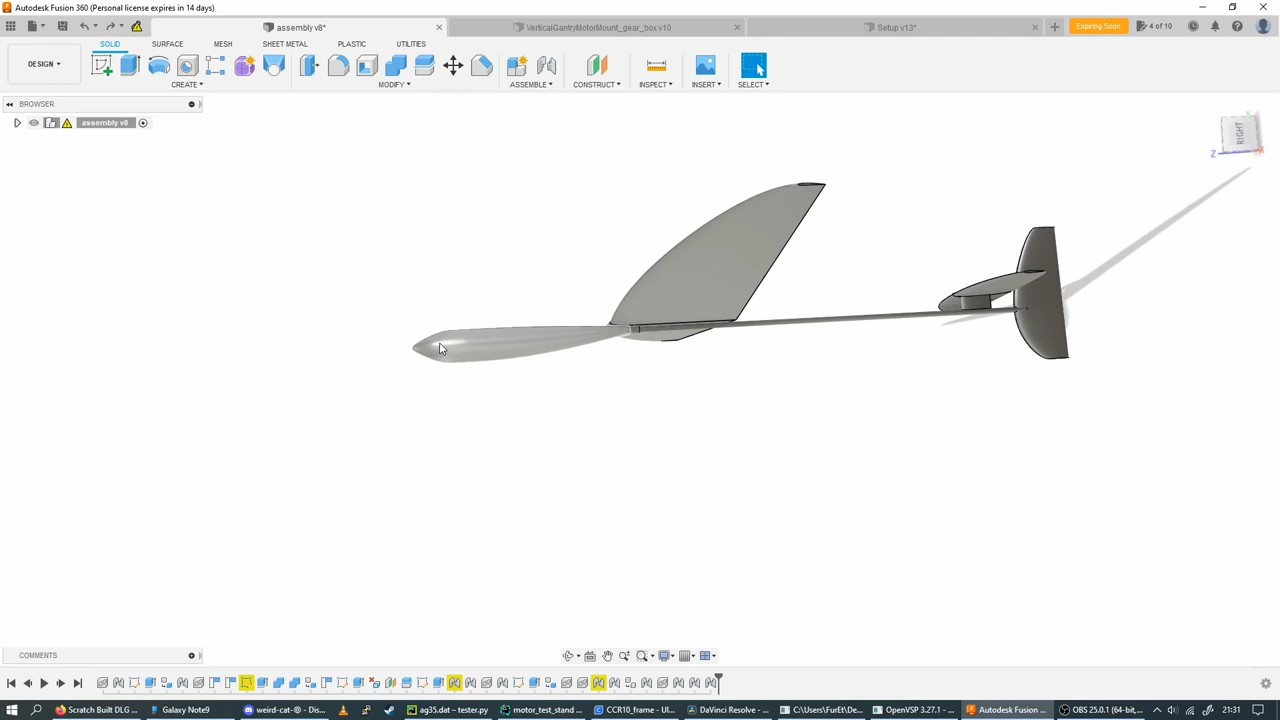 Autodesk Fusion 360 (Personal license expires in 14 days)
assembly v8*
VerticalGantryMotorMount_gear_box v10
Setup v13*
Expiring Soon
4 of 10
DESIGN
SOLID
SURFACE
MESH
SHEET METAL
PLASTIC
UTILITIES
CREATE
MODIFY
ASSEMBLE
CONSTRUCT
INSPECT
INSERT
SELECT
BROWSER
assembly v8
RIGHT
Z
X
COMMENTS
Scratch Built DLG ...
Galaxy Note9
weird-cat-◎ - Dis...
ag35.dat – tester.py
motor_test_stand
CCR10_frame - Ul...
DaVinci Resolve - ...
C:\Users\FurEt\De...
OpenVSP 3.27.1 - ...
Autodesk Fusion ...
OBS 25.0.1 (64-bit,...
21:31